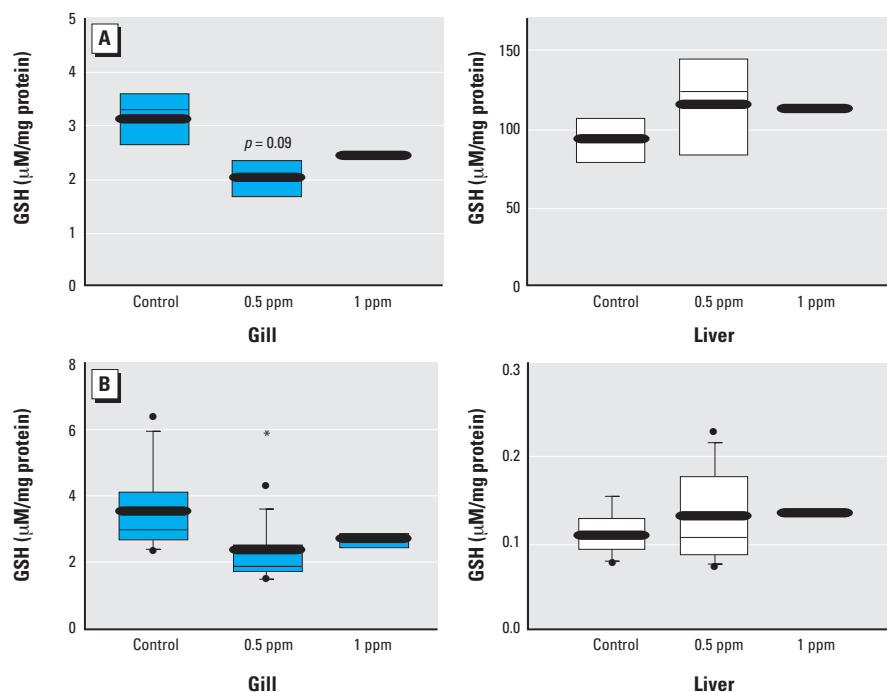 A
GSH (μM/mg protein)
5
4
3
2
1
0
p = 0.09
Control
0.5 ppm
1 ppm
Gill
GSH (μM/mg protein)
150
100
50
0
Control
0.5 ppm
1 ppm
Liver
B
GSH (μM/mg protein)
8
6
4
2
0
*
Control
0.5 ppm
1 ppm
Gill
GSH (μM/mg protein)
0.3
0.2
0.1
0.0
Control
0.5 ppm
1 ppm
Liver